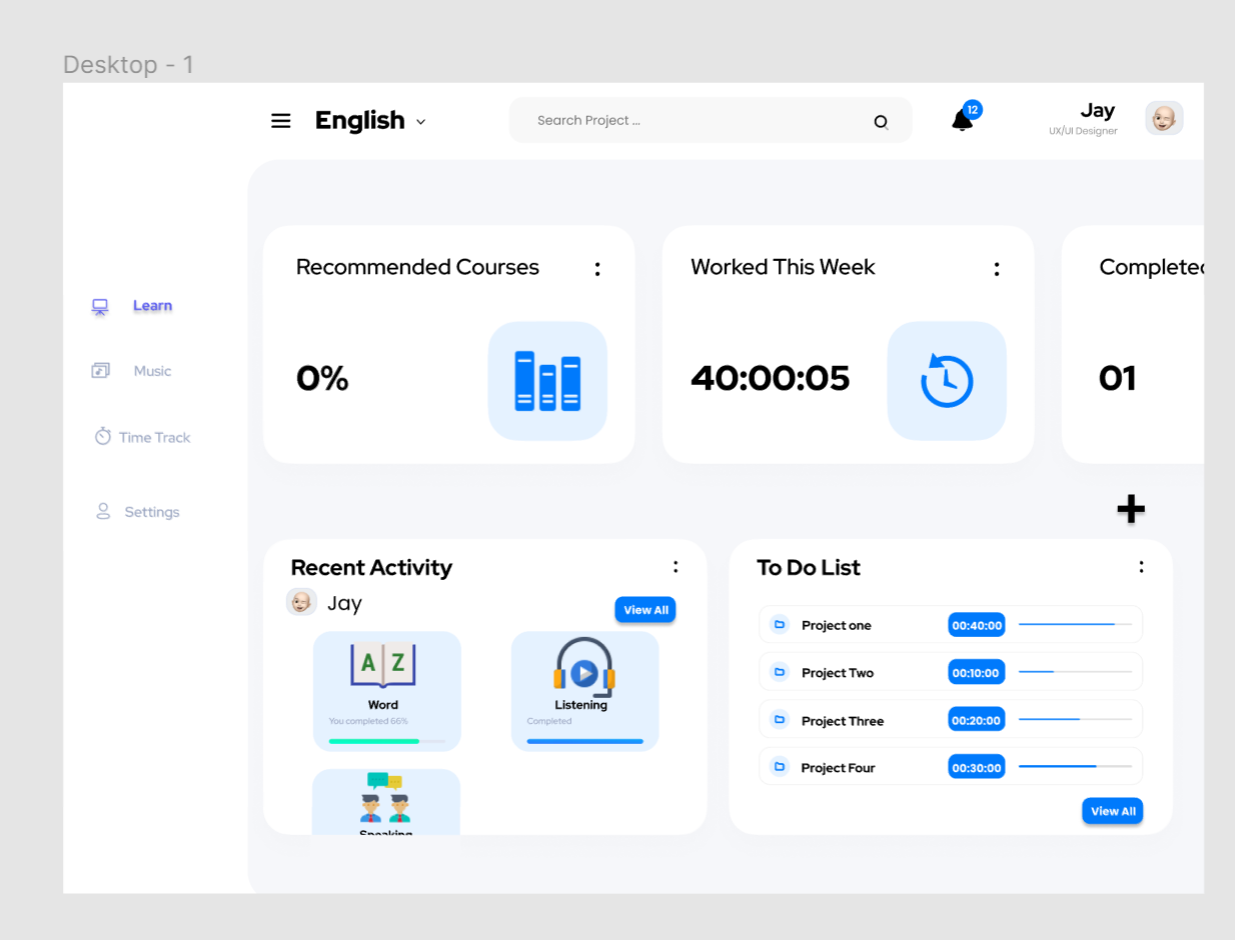 Desktop - 1
English
Search Project ...
12
Jay
UX/UI Designer
Learn
Music
Time Track
Settings
Recommended Courses
0%
Worked This Week
40:00:05
Completed
01
Recent Activity
Jay
View All
A Z
Word
You completed 66%
Listening
Completed
Speaking
To Do List
Project one
00:40:00
Project Two
00:10:00
Project Three
00:20:00
Project Four
00:30:00
View All